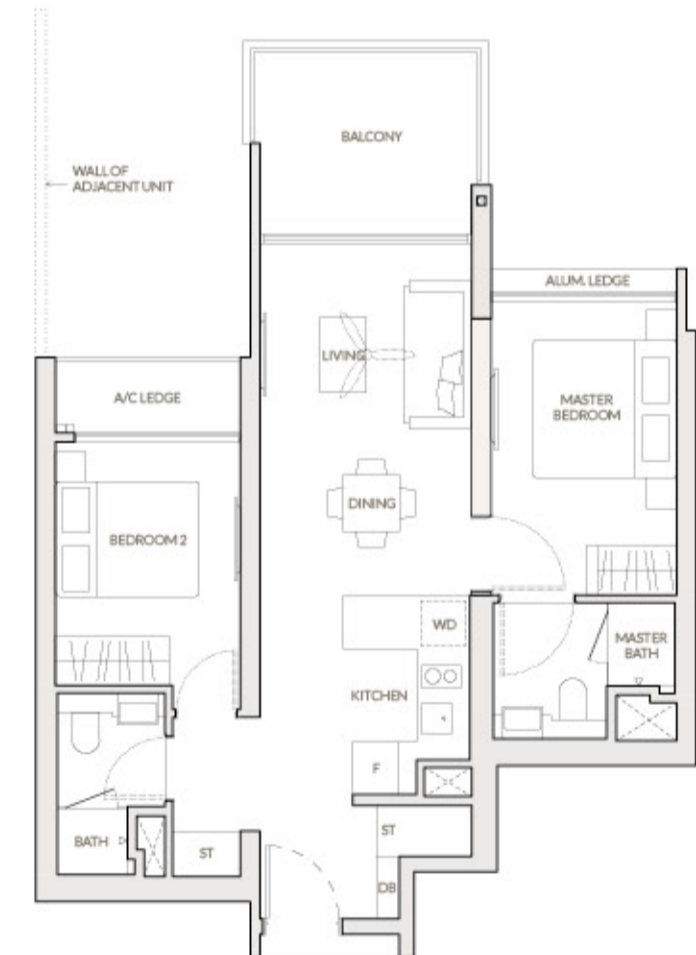 BALCONY
WALL OF
ADJACENT UNIT
ALUM. LEDGE
LIVING
A/C LEDGE
MASTER
BEDROOM
DINING
BEDROOM 2
WD
MASTER
BATH
KITCHEN
F
ST
BATH
ST
DB